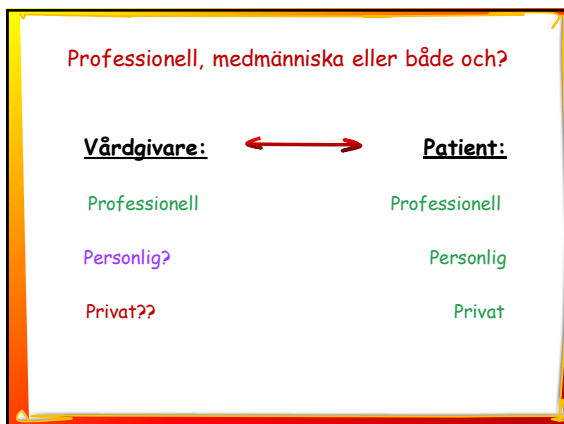 Professionell, medmänniska eller både och?
Vårdgivare: Patient:
Professionell Professionell
Personlig? Personlig
Privat?? Privat